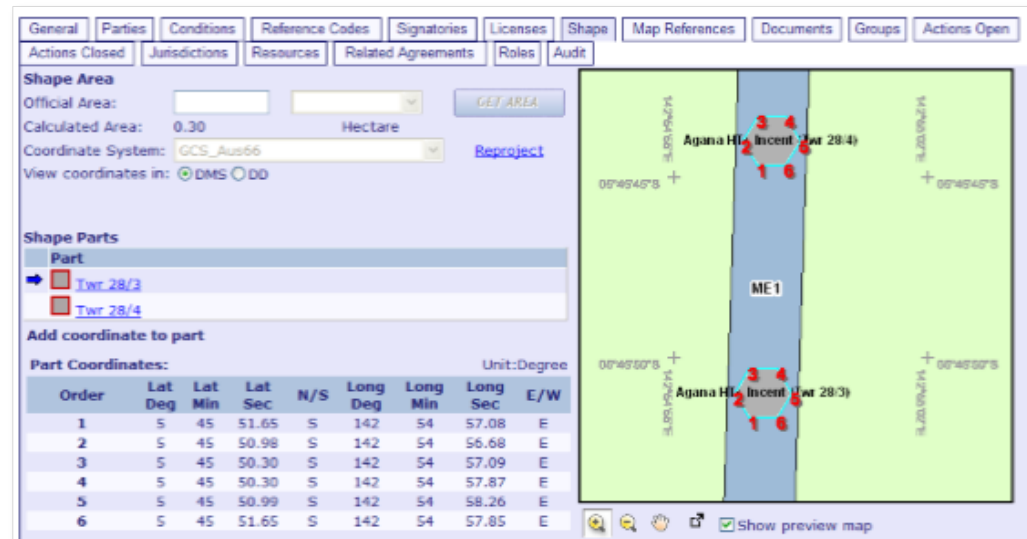 General Parties Conditions Reference Codes Signatories Licenses Shape Map References Documents Groups Actions Open
Actions Closed Jurisdictions Resources Related Agreements Roles Audit
Shape Area
Official Area: GET AREA
Calculated Area: 0.30 Hectare
Coordinate System: GCS_Aus66 Reproject
View coordinates in: DMS DD
Shape Parts
Part
Twr 28/3
Twr 28/4
Add coordinate to part
Part Coordinates: Unit:Degree
Order Lat Deg Lat Min Lat Sec N/S Long Deg Long Min Long Sec E/W
1 5 45 51.65 S 142 54 57.08 E
2 5 45 50.98 S 142 54 56.68 E
3 5 45 50.30 S 142 54 57.09 E
4 5 45 50.30 S 142 54 57.87 E
5 5 45 50.99 S 142 54 58.26 E
6 5 45 51.65 S 142 54 57.85 E
3 4
Agana HI Incent (Twr 28/4)
2 5
1 6
ME1
3 4
Agana HI Incent (Twr 28/3)
2 5
1 6
Show preview map